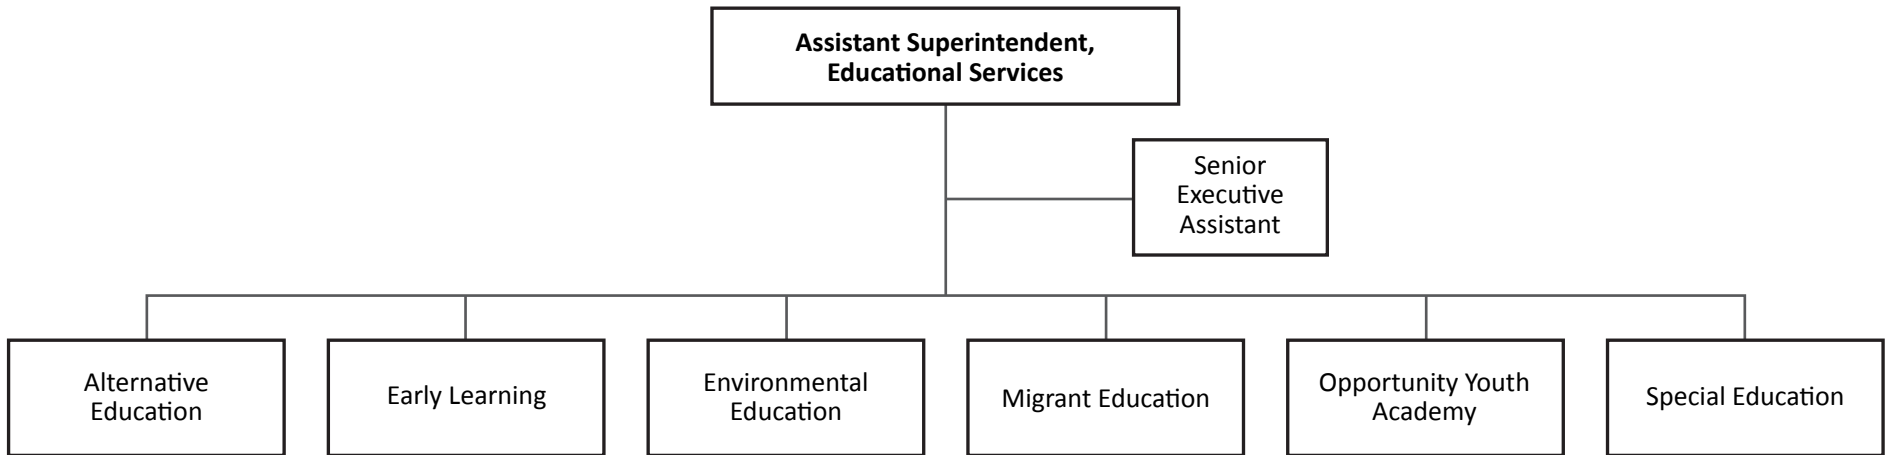 Assistant Superintendent,
Educational Services
Senior
Executive
Assistant
Alternative
Education
Early Learning
Environmental
Education
Migrant Education
Opportunity Youth
Academy
Special Education